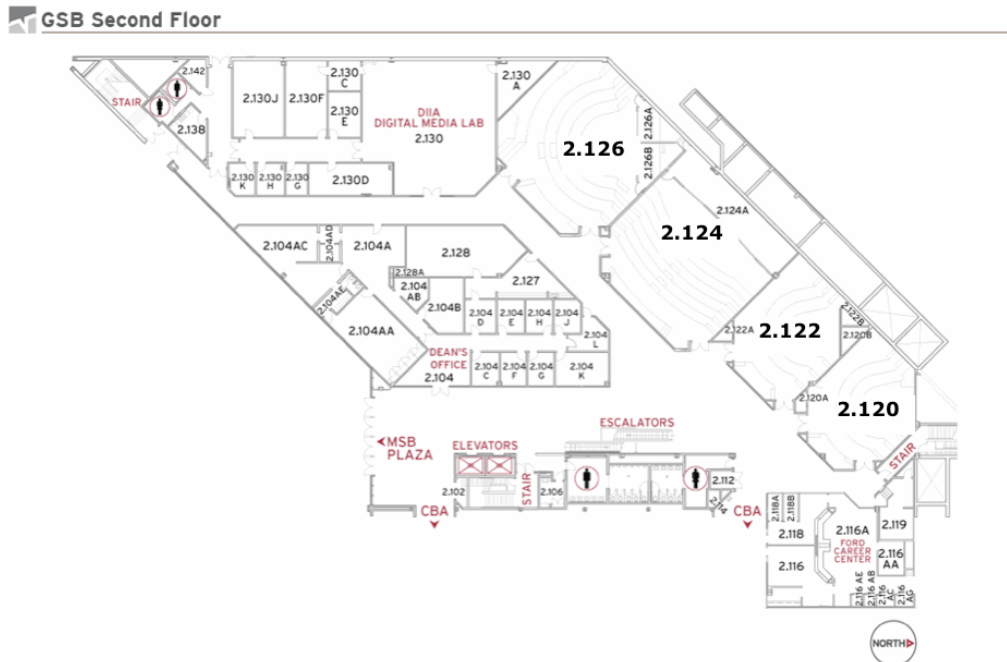 GSB Second Floor
2.142
STAIR
2.138
2.130J
2.130F
2.130
C
2.130
E
DIIA
DIGITAL MEDIA LAB
2.130
2.130
A
2.130
K
2.130
H
2.130
G
2.130D
2.126
2.126A
2.126B
2.124A
2.124
2.104AC
2.104AD
2.104A
2.128
2.128A
2.127
2.104
AB
2.104B
2.104AE
2.104AA
2.104
D
2.104
E
2.104
H
2.104
J
2.104
L
DEAN'S
OFFICE
2.104
2.104
C
2.104
F
2.104
G
2.104
K
2.122A
2.122
2.122B
2.120B
2.120A
2.120
MSB
PLAZA
ELEVATORS
ESCALATORS
STAIR
2.102
STAIR
2.106
2.112
2.114
CBA
CBA
2.118A
2.118B
2.118
2.116A
FORD
CAREER
CENTER
2.119
2.116
2.116
AA
2.116 AE
2.116 AB
2.116
AC
2.116
AG
NORTH